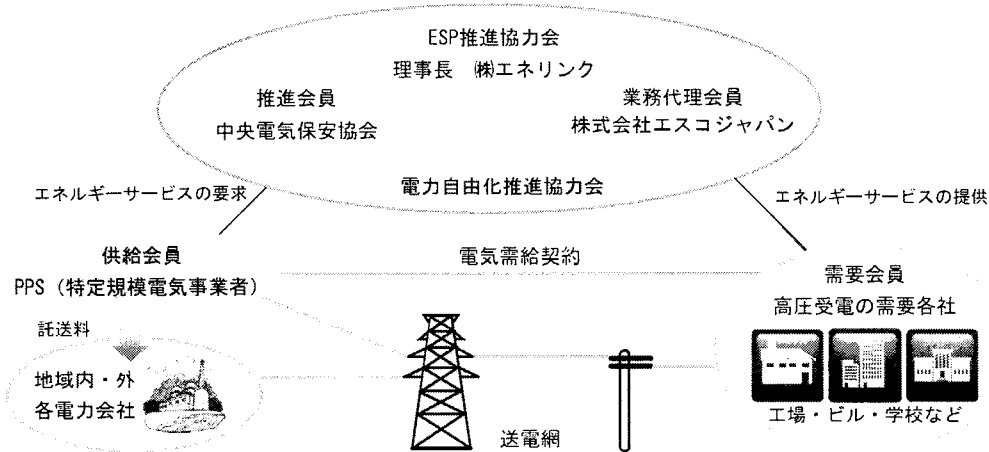 ESP推進協力会
理事長 ㈱エネリンク
推進会員
中央電気保安協会
業務代理会員
株式会社エスコジャパン
電力自由化推進協力会
エネルギーサービスの要求
エネルギーサービスの提供
供給会員
PPS（特定規模電気事業者）
電気需給契約
需要会員
高圧受電の需要各社
託送料
地域内・外
各電力会社
送電網
工場・ビル・学校など